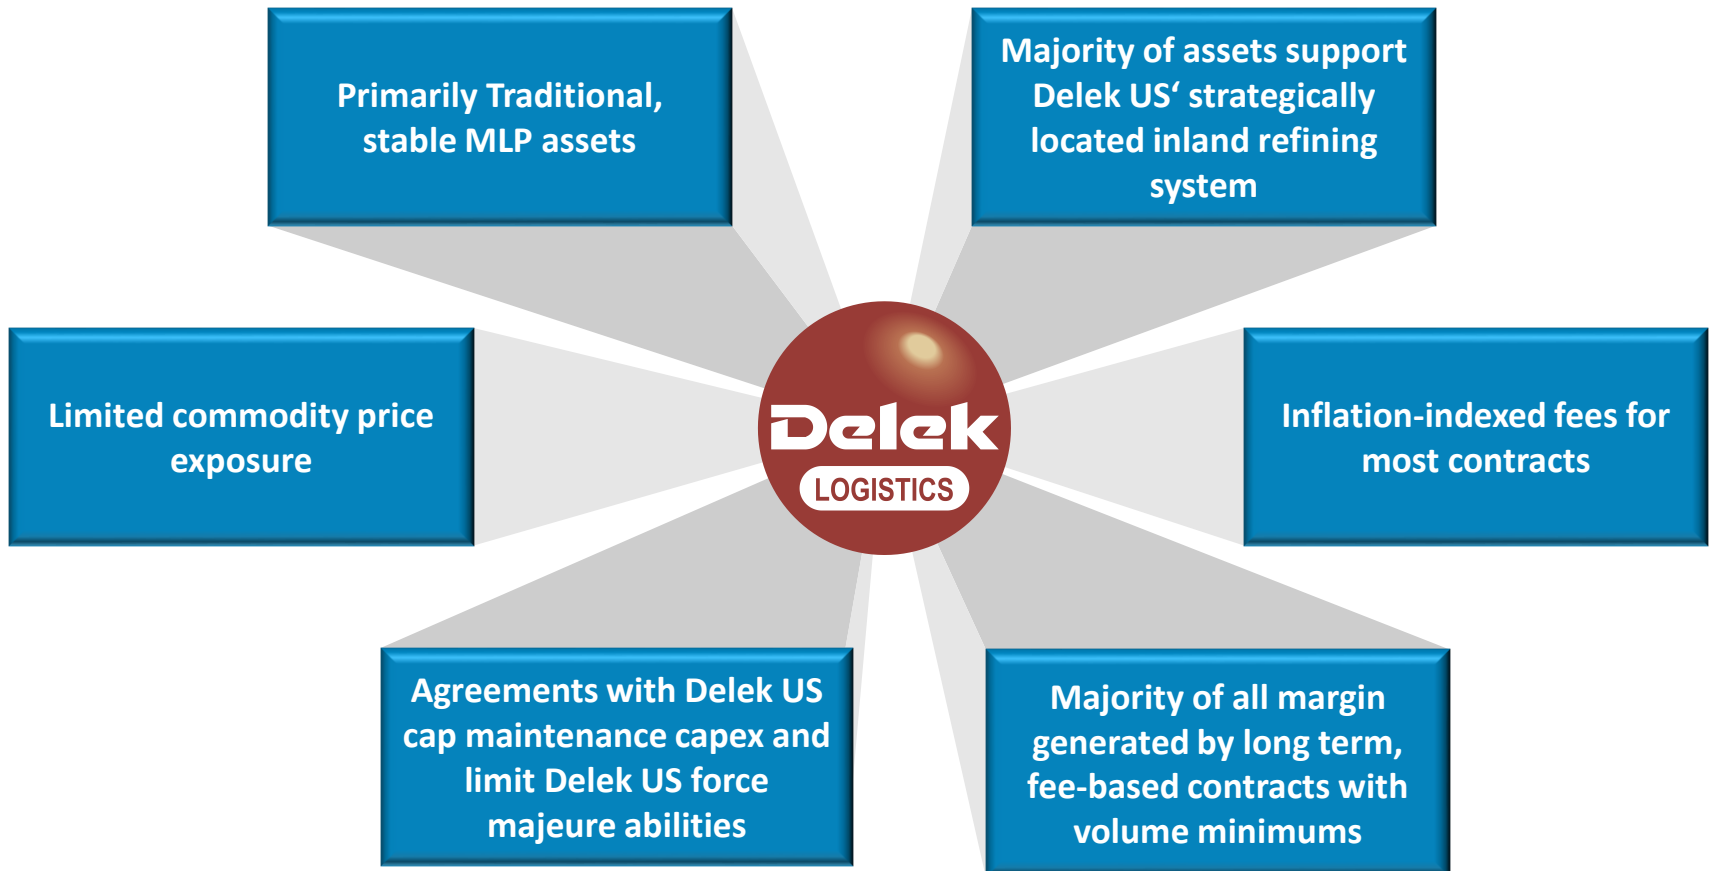 Primarily Traditional,
stable MLP assets
Majority of assets support
Delek US‘ strategically
located inland refining
system
Limited commodity price
exposure
Delek
LOGISTICS
Inflation-indexed fees for
most contracts
Agreements with Delek US
cap maintenance capex and
limit Delek US force
majeure abilities
Majority of all margin
generated by long term,
fee-based contracts with
volume minimums